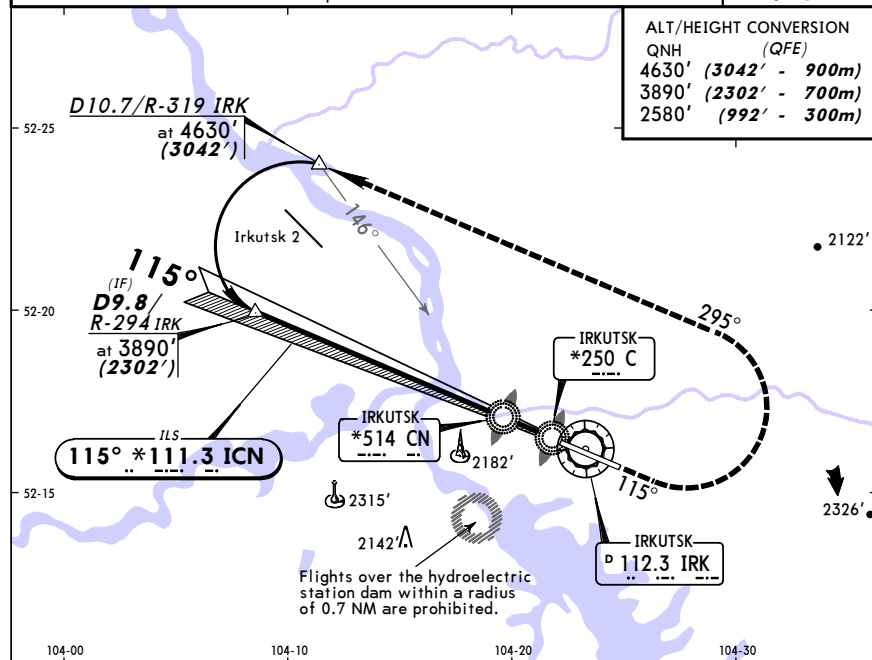 ALT/HEIGHT CONVERSION
QNH (QFE)
4630' (3042' - 900m)
3890' (2302' - 700m)
2580' (992' - 300m)
D10.7/R-319 IRK
at 4630'
(3042')
52-25
146°
Irkutsk 2
2122'
115°
(IF)
D9.8
R-294 IRK
at 3890'
(2302')
52-20
295°
IRKUTSK
*250 C
IRKUTSK
*514 CN
ILS
115° *111.3 ICN
2182'
115°
52-15
2315'
2326'
2142'
IRKUTSK
D 112.3 IRK
Flights over the hydroelectric
station dam within a radius
of 0.7 NM are prohibited.
104-00 104-10 104-20 104-30